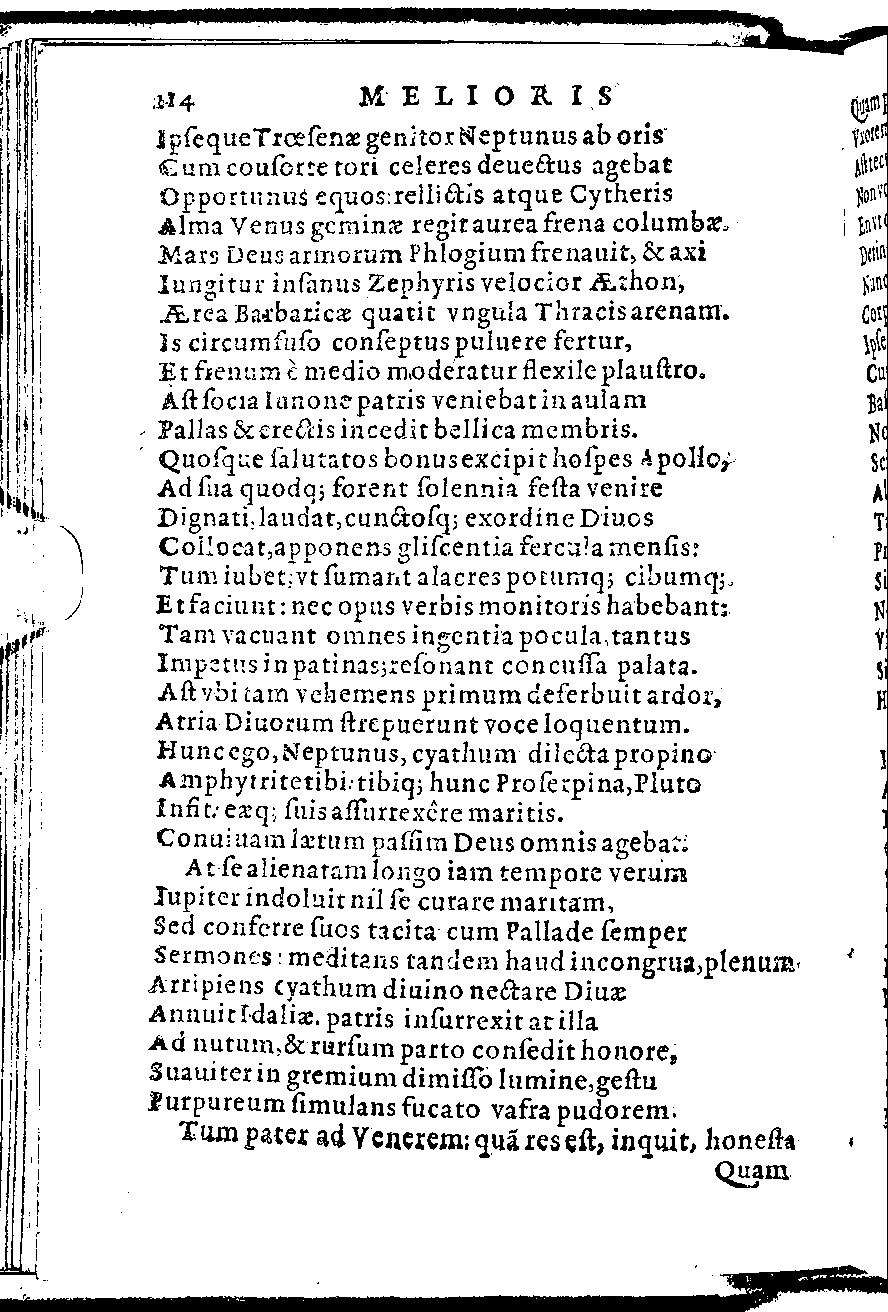 114 MELIORIS
Ipſeque Trœſenæ genitor Neptunus ab oris
Cum couſorte tori celeres deuectus agebat
Opportunus equos: rellictis atque Cytheris
Alma Venus geminæ regit aurea frena columbæ.
Mars Deus armorum Phlogium frenauit, & axi
Iungitur inſanus Zephyris velocior Æthon,
Ærea Barbaricæ quatit vngula Thracis arenam.
Is circumfuſo conſeptus puluere fertur,
Et frenum è medio moderatur flexile plauſtro.
Aſt ſocia Iunone patris veniebat in aulam
Pallas & erectis incedit bellica membris.
Quoſque ſalutatos bonus excipit hoſpes Apollo,
Ad ſua quodq; forent ſolennia feſta venire
Dignati, laudat, cunctoſq; ex ordine Diuos
Collocat, apponens gliſcentia fercula menſis:
Tum iubet, vt ſumant alacres potumq; cibumq;.
Et faciunt: nec opus verbis monitoris habebant:
Tam vacuant omnes ingentia pocula, tantus
Impetus in patinas; reſonant concuſſa palata.
Aſt vbi tam vehemens primum deferbuit ardor,
Atria Diuorum ſtrepuerunt voce loquentum.
Hunc ego, Neptunus, cyathum dilecta propino
Amphytrite tibi: tibiq; hunc Proſerpina, Pluto
Infit: eæq; ſuis aſſurrexêre maritis.
Conuiuam lætum paſſim Deus omnis agebat:
At ſe alienatam longo iam tempore verum
Iupiter indoluit nil ſe curare maritam,
Sed conferre ſuos tacita cum Pallade ſemper
Sermones: meditans tandem haud incongrua, plenum
Arripiens cyathum diuino nectare Diuæ
Annuit Idaliæ. patris inſurrexit at illa
Ad nutum, & rurſum parto conſedit honore,
Suauiter in gremium dimiſſo lumine, geſtu
Purpureum ſimulans fucato vafra pudorem.
Tum pater ad Venerem: quã res eſt, inquit, honeſta
Quam